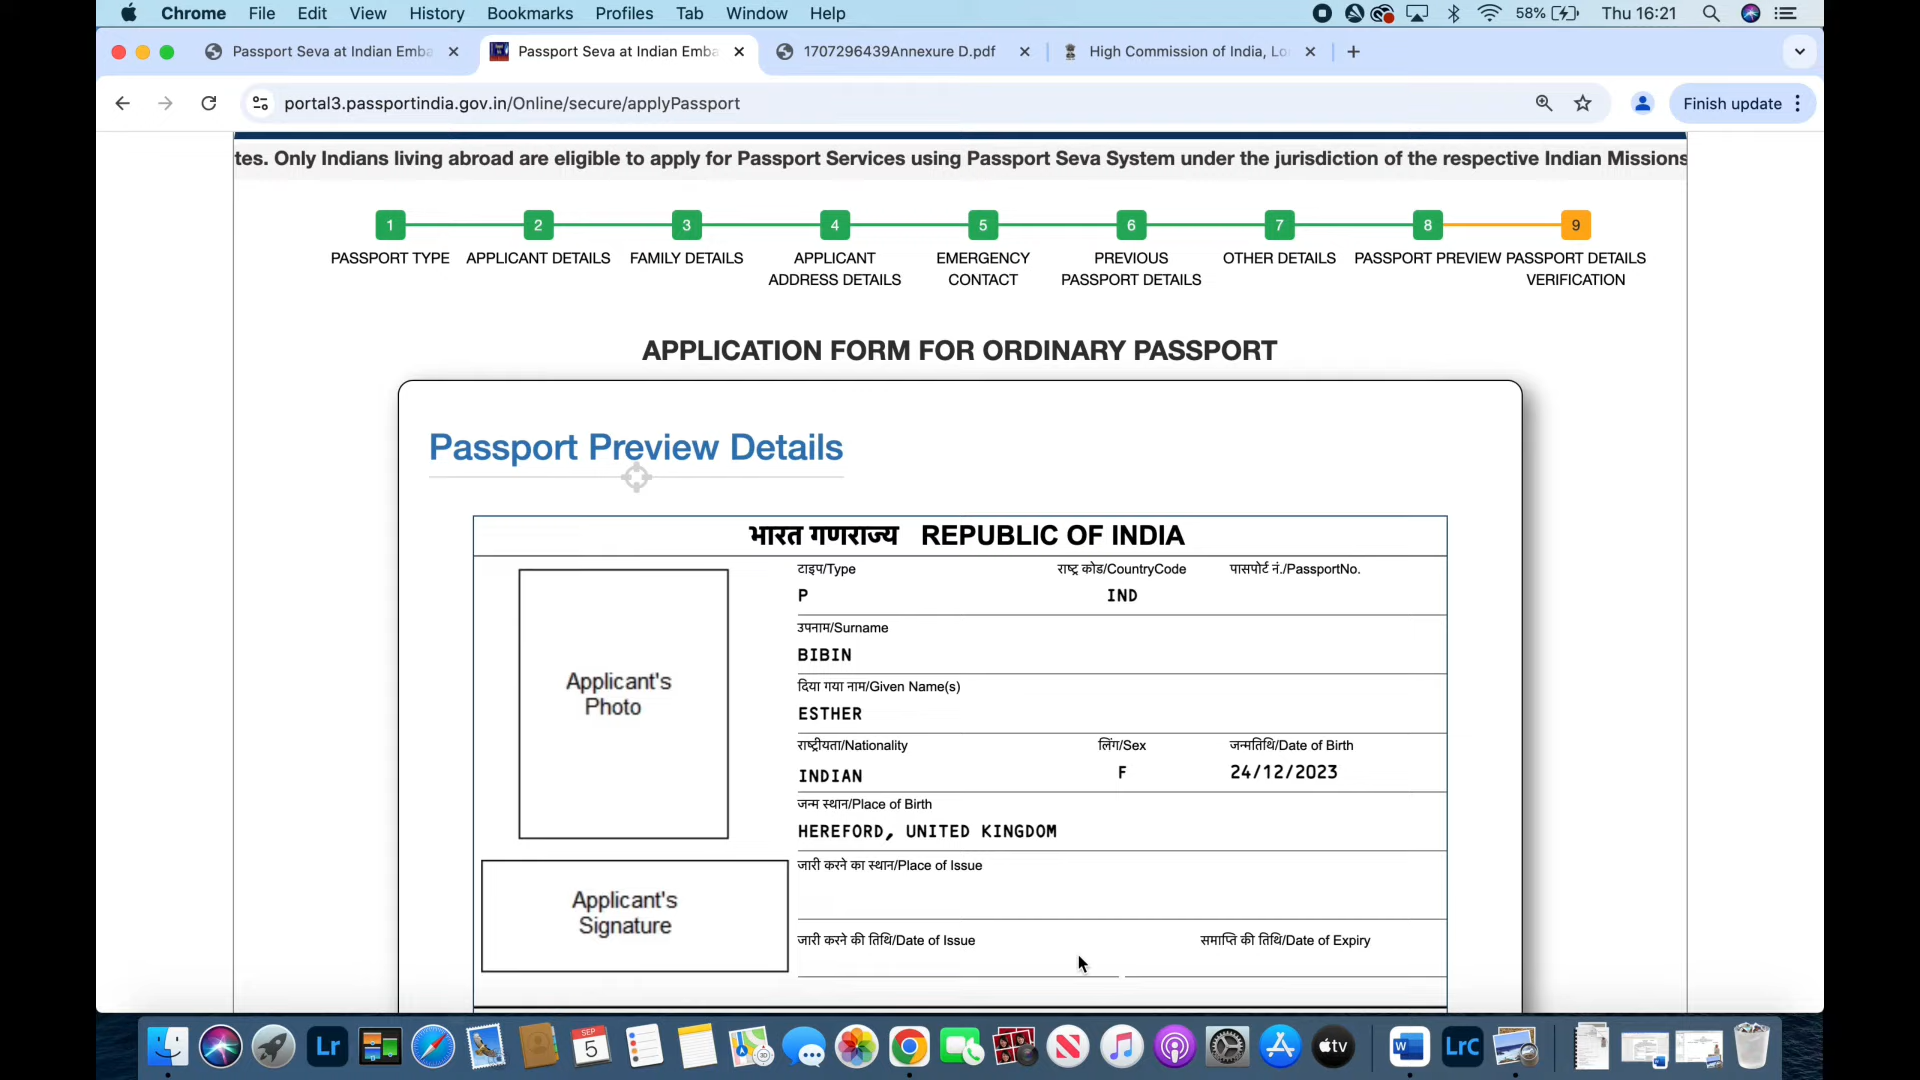 Chrome File Edit View History Bookmarks Profiles Tab Window Help 58% Thu 16:21
Passport Seva at Indian Emba Passport Seva at Indian Emba 1707296439Annexure D.pdf High Commission of India, Lo
portal3.passportindia.gov.in/Online/secure/applyPassport Finish update
tes. Only Indians living abroad are eligible to apply for Passport Services using Passport Seva System under the jurisdiction of the respective Indian Missions
1 2 3 4 5 6 7 8 9
PASSPORT TYPE APPLICANT DETAILS FAMILY DETAILS APPLICANT ADDRESS DETAILS EMERGENCY CONTACT PREVIOUS PASSPORT DETAILS OTHER DETAILS PASSPORT PREVIEW PASSPORT DETAILS VERIFICATION
APPLICATION FORM FOR ORDINARY PASSPORT
Passport Preview Details
भारत गणराज्य REPUBLIC OF INDIA
टाइप/Type राष्ट्र कोड/CountryCode पासपोर्ट नं./PassportNo.
P IND
उपनाम/Surname
BIBIN
दिया गया नाम/Given Name(s)
ESTHER
राष्ट्रीयता/Nationality लिंग/Sex जन्मतिथि/Date of Birth
INDIAN F 24/12/2023
जन्म स्थान/Place of Birth
HEREFORD, UNITED KINGDOM
जारी करने का स्थान/Place of Issue
जारी करने की तिथि/Date of Issue समाप्ति की तिथि/Date of Expiry
Applicant's
Photo
Applicant's
Signature
Lr SEP 5 3D tv W LrC